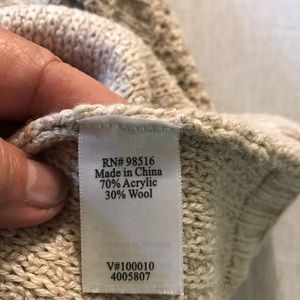 RN# 98516
Made in China
70% Acrylic
30% Wool
V#100010
4005807